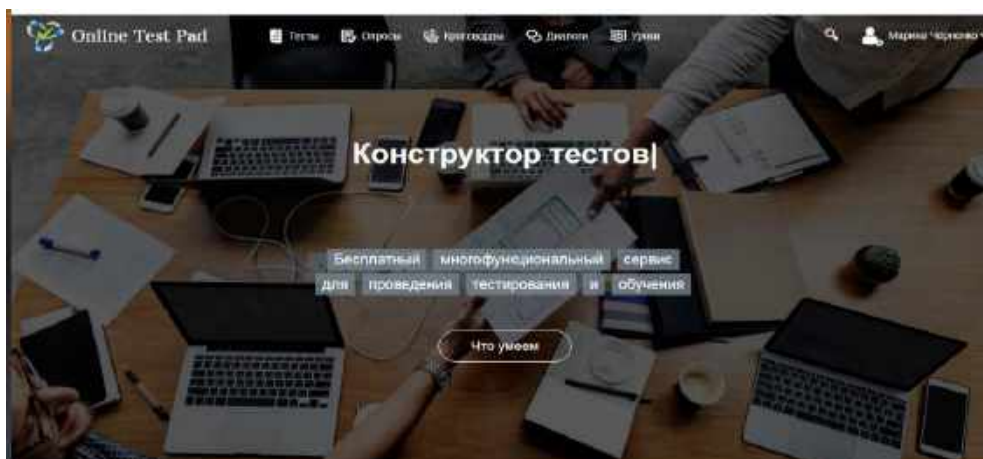 Online Test Pad Тесты Опросы Кроссворды Диалоги Уроки Марина
Конструктор тестов
Бесплатный многофункциональный сервис
для проведения тестирования и обучения
Что умеем